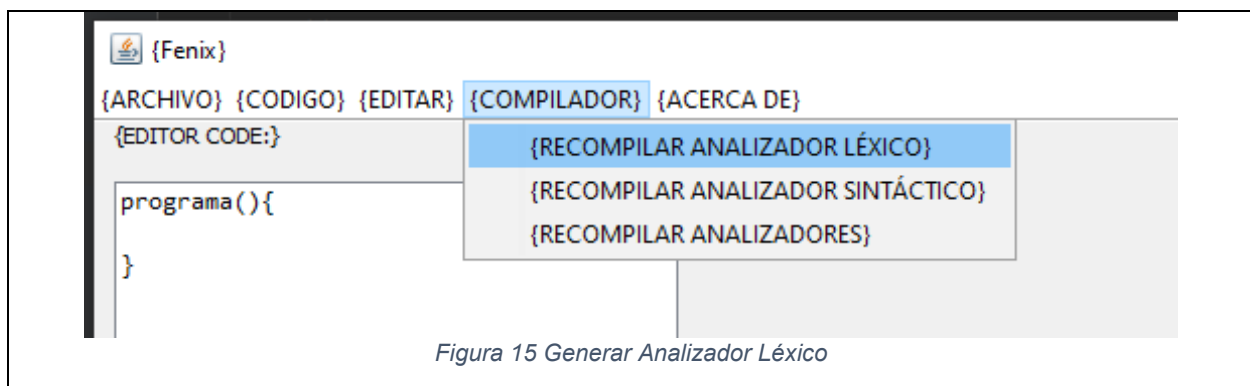 {Fenix}
{ARCHIVO} {CODIGO} {EDITAR} {COMPILADOR} {ACERCA DE}
{EDITOR CODE:}
{RECOMPILAR ANALIZADOR LÉXICO}
{RECOMPILAR ANALIZADOR SINTÁCTICO}
{RECOMPILAR ANALIZADORES}
programa(){
}
Figura 15 Generar Analizador Léxico